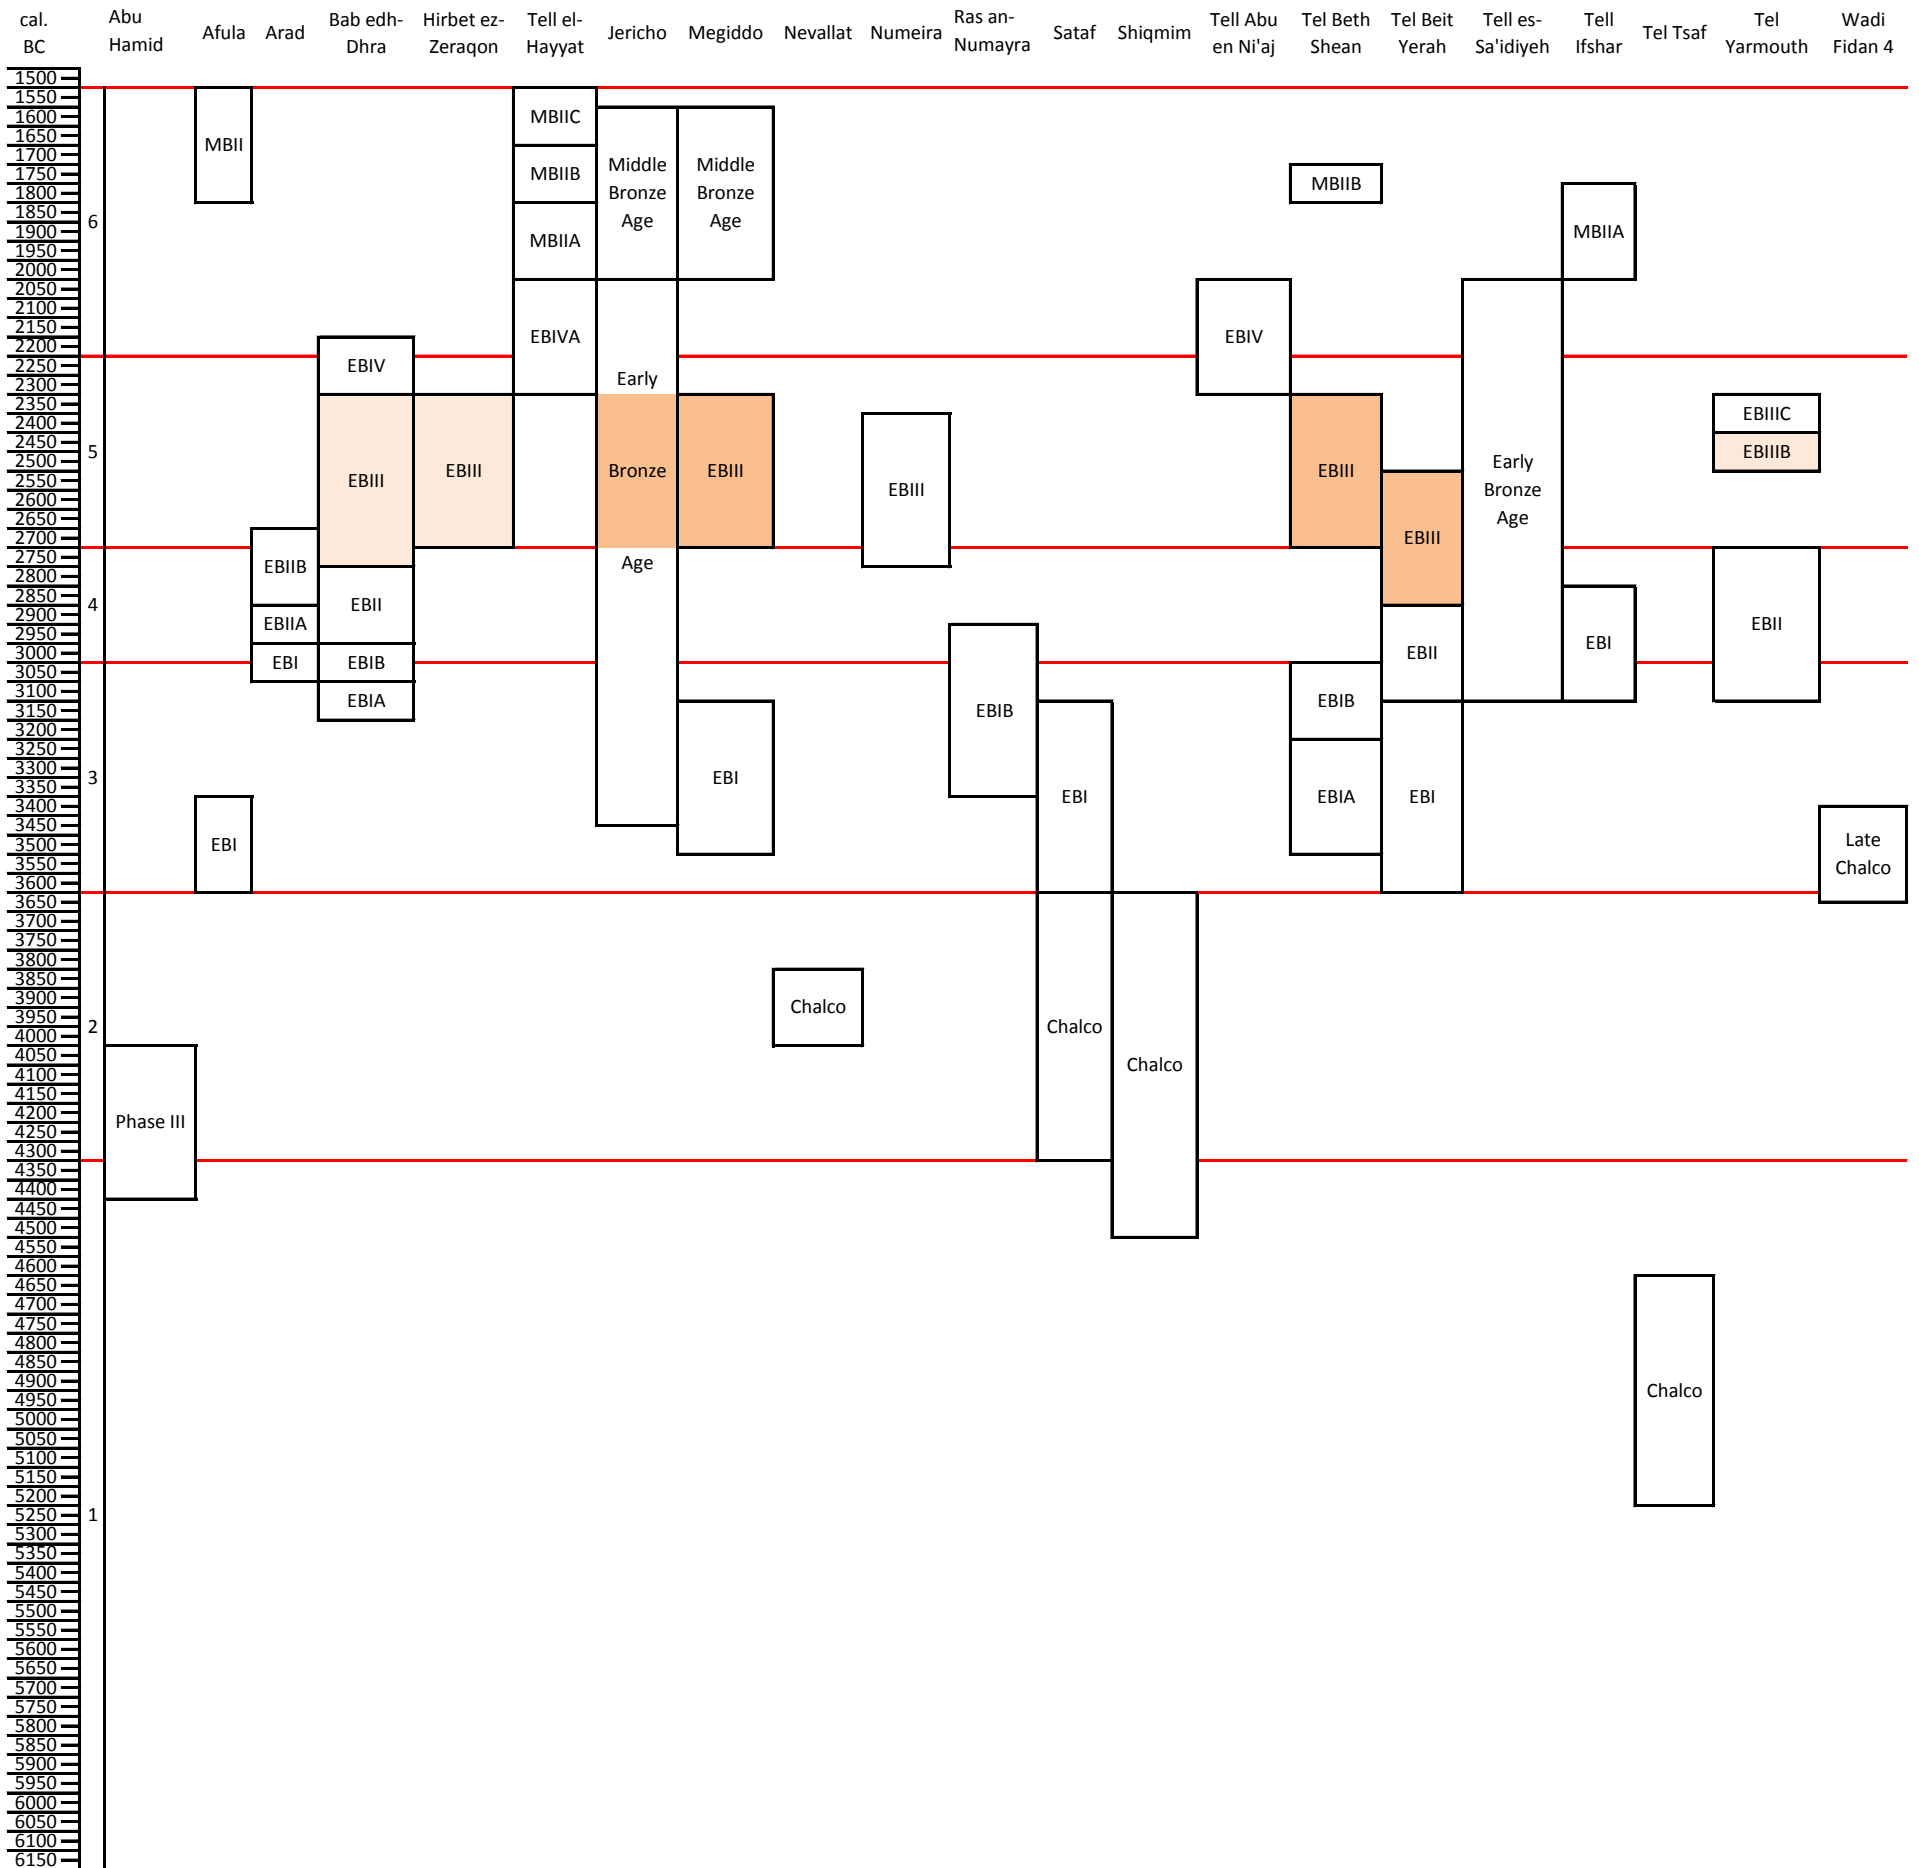 cal.
BC
Abu
Hamid
Afula
Arad
Bab edh-
Dhra
Hirbet ez-
Zeraqon
Tell el-
Hayyat
Jericho
Megiddo
Nevallat
Numeira
Ras an-
Numayra
Sataf
Shiqmim
Tell Abu
en Ni'aj
Tel Beth
Shean
Tel Beit
Yerah
Tell es-
Sa'idiyeh
Tell
Ifshar
Tel Tsaf
Tel
Yarmouth
Wadi
Fidan 4
1500
1550
1600
1650
1700
1750
1800
1850
1900
1950
2000
2050
2100
2150
2200
2250
2300
2350
2400
2450
2500
2550
2600
2650
2700
2750
2800
2850
2900
2950
3000
3050
3100
3150
3200
3250
3300
3350
3400
3450
3500
3550
3600
3650
3700
3750
3800
3850
3900
3950
4000
4050
4100
4150
4200
4250
4300
4350
4400
4450
4500
4550
4600
4650
4700
4750
4800
4850
4900
4950
5000
5050
5100
5150
5200
5250
5300
5350
5400
5450
5500
5550
5600
5650
5700
5750
5800
5850
5900
5950
6000
6050
6100
6150
6
5
4
3
2
1
Phase III
MBII
EBI
EBIIB
EBIIA
EBI
EBIV
EBIII
EBII
EBIB
EBIA
EBIII
MBIIC
MBIIB
MBIIA
EBIVA
Middle
Bronze
Age
Early
Bronze
Age
Middle
Bronze
Age
EBIII
EBI
Chalco
EBIII
EBIB
EBI
Chalco
Chalco
EBIV
MBIIB
EBIII
EBIB
EBIA
EBIII
EBII
EBI
Early
Bronze
Age
MBIIA
EBI
Chalco
EBIIIC
EBIIIB
EBII
Late
Chalco